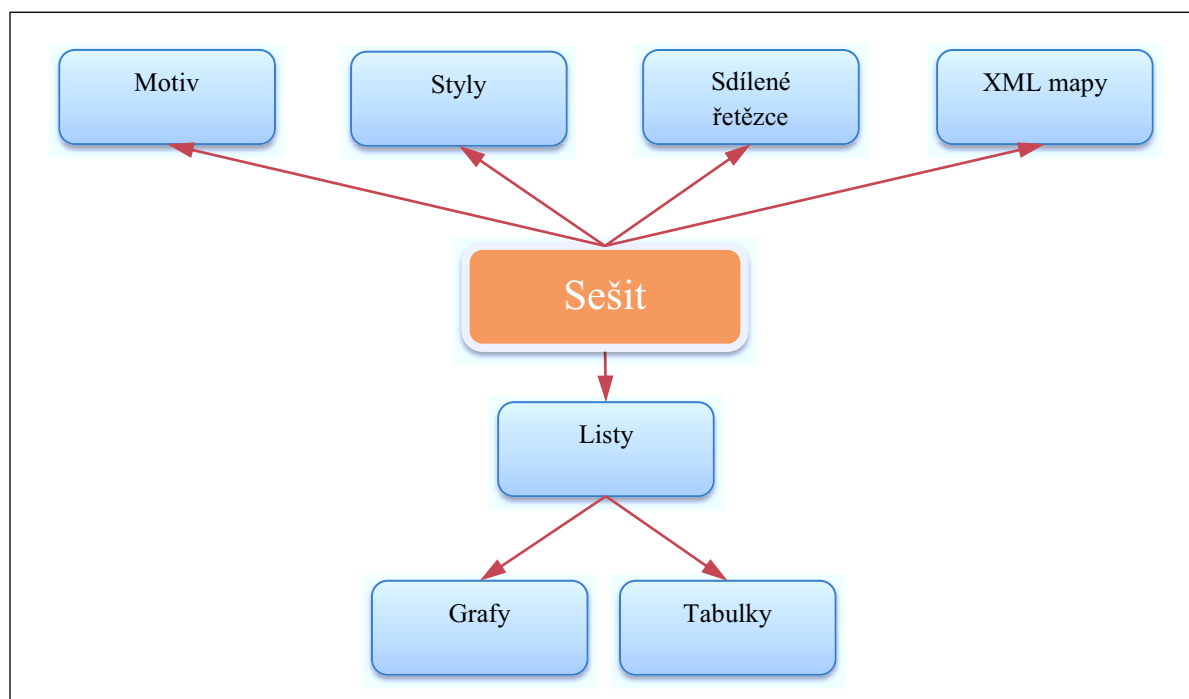 Motiv
Styly
Sdílené
řetězce
XML mapy
Sešit
Listy
Grafy
Tabulky